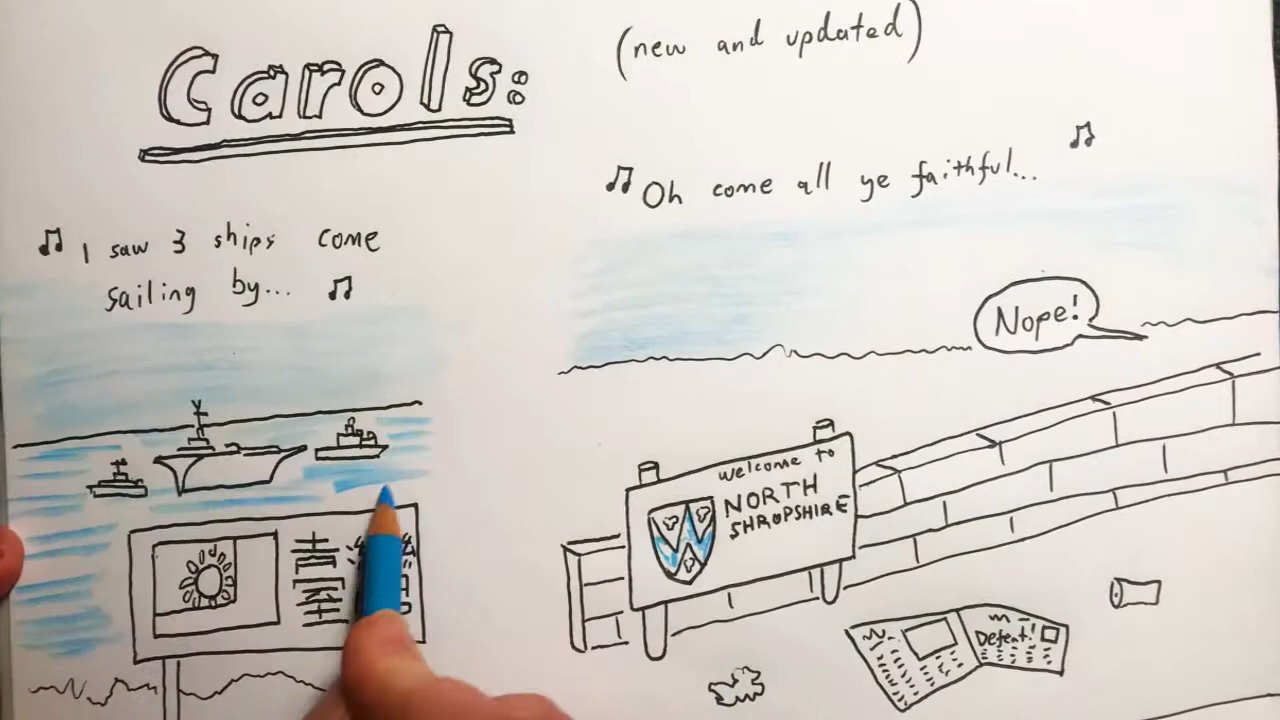 Carols:
(new and updated)
♫ I saw 3 ships come
sailing by... ♫
♫ Oh come all ye faithful... ♫
Nope!
welcome to
NORTH
SHROPSHIRE
Defeat!